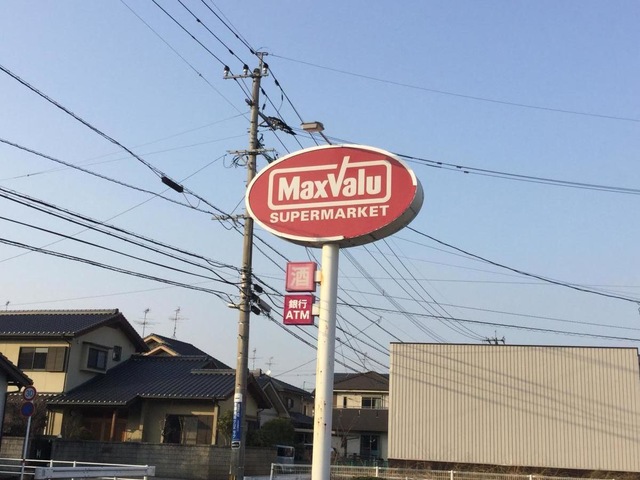 MaxValu
SUPERMARKET
酒
銀行
ATM